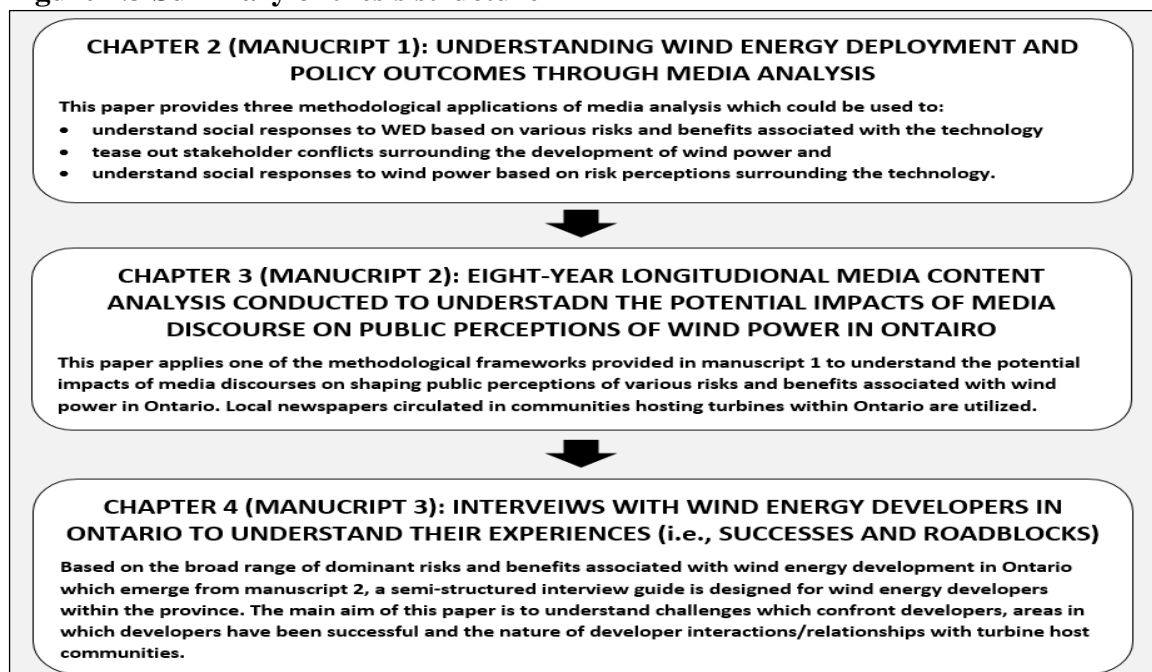 CHAPTER 2 (MANUCRIPT 1): UNDERSTANDING WIND ENERGY DEPLOYMENT AND
POLICY OUTCOMES THROUGH MEDIA ANALYSIS
This paper provides three methodological applications of media analysis which could be used to:
• understand social responses to WED based on various risks and benefits associated with the technology
• tease out stakeholder conflicts surrounding the development of wind power and
• understand social responses to wind power based on risk perceptions surrounding the technology.
CHAPTER 3 (MANUCRIPT 2): EIGHT-YEAR LONGITUDIONAL MEDIA CONTENT
ANALYSIS CONDUCTED TO UNDERSTADN THE POTENTIAL IMPACTS OF MEDIA
DISCOURSE ON PUBLIC PERCEPTIONS OF WIND POWER IN ONTAIRO
This paper applies one of the methodological frameworks provided in manuscript 1 to understand the potential
impacts of media discourses on shaping public perceptions of various risks and benefits associated with wind
power in Ontario. Local newspapers circulated in communities hosting turbines within Ontario are utilized.
CHAPTER 4 (MANUCRIPT 3): INTERVEIWS WITH WIND ENERGY DEVELOPERS IN
ONTARIO TO UNDERSTAND THEIR EXPERIENCES (i.e., SUCCESSES AND ROADBLOCKS)
Based on the broad range of dominant risks and benefits associated with wind energy development in Ontario
which emerge from manuscript 2, a semi-structured interview guide is designed for wind energy developers
within the province. The main aim of this paper is to understand challenges which confront developers, areas in
which developers have been successful and the nature of developer interactions/relationships with turbine host
communities.